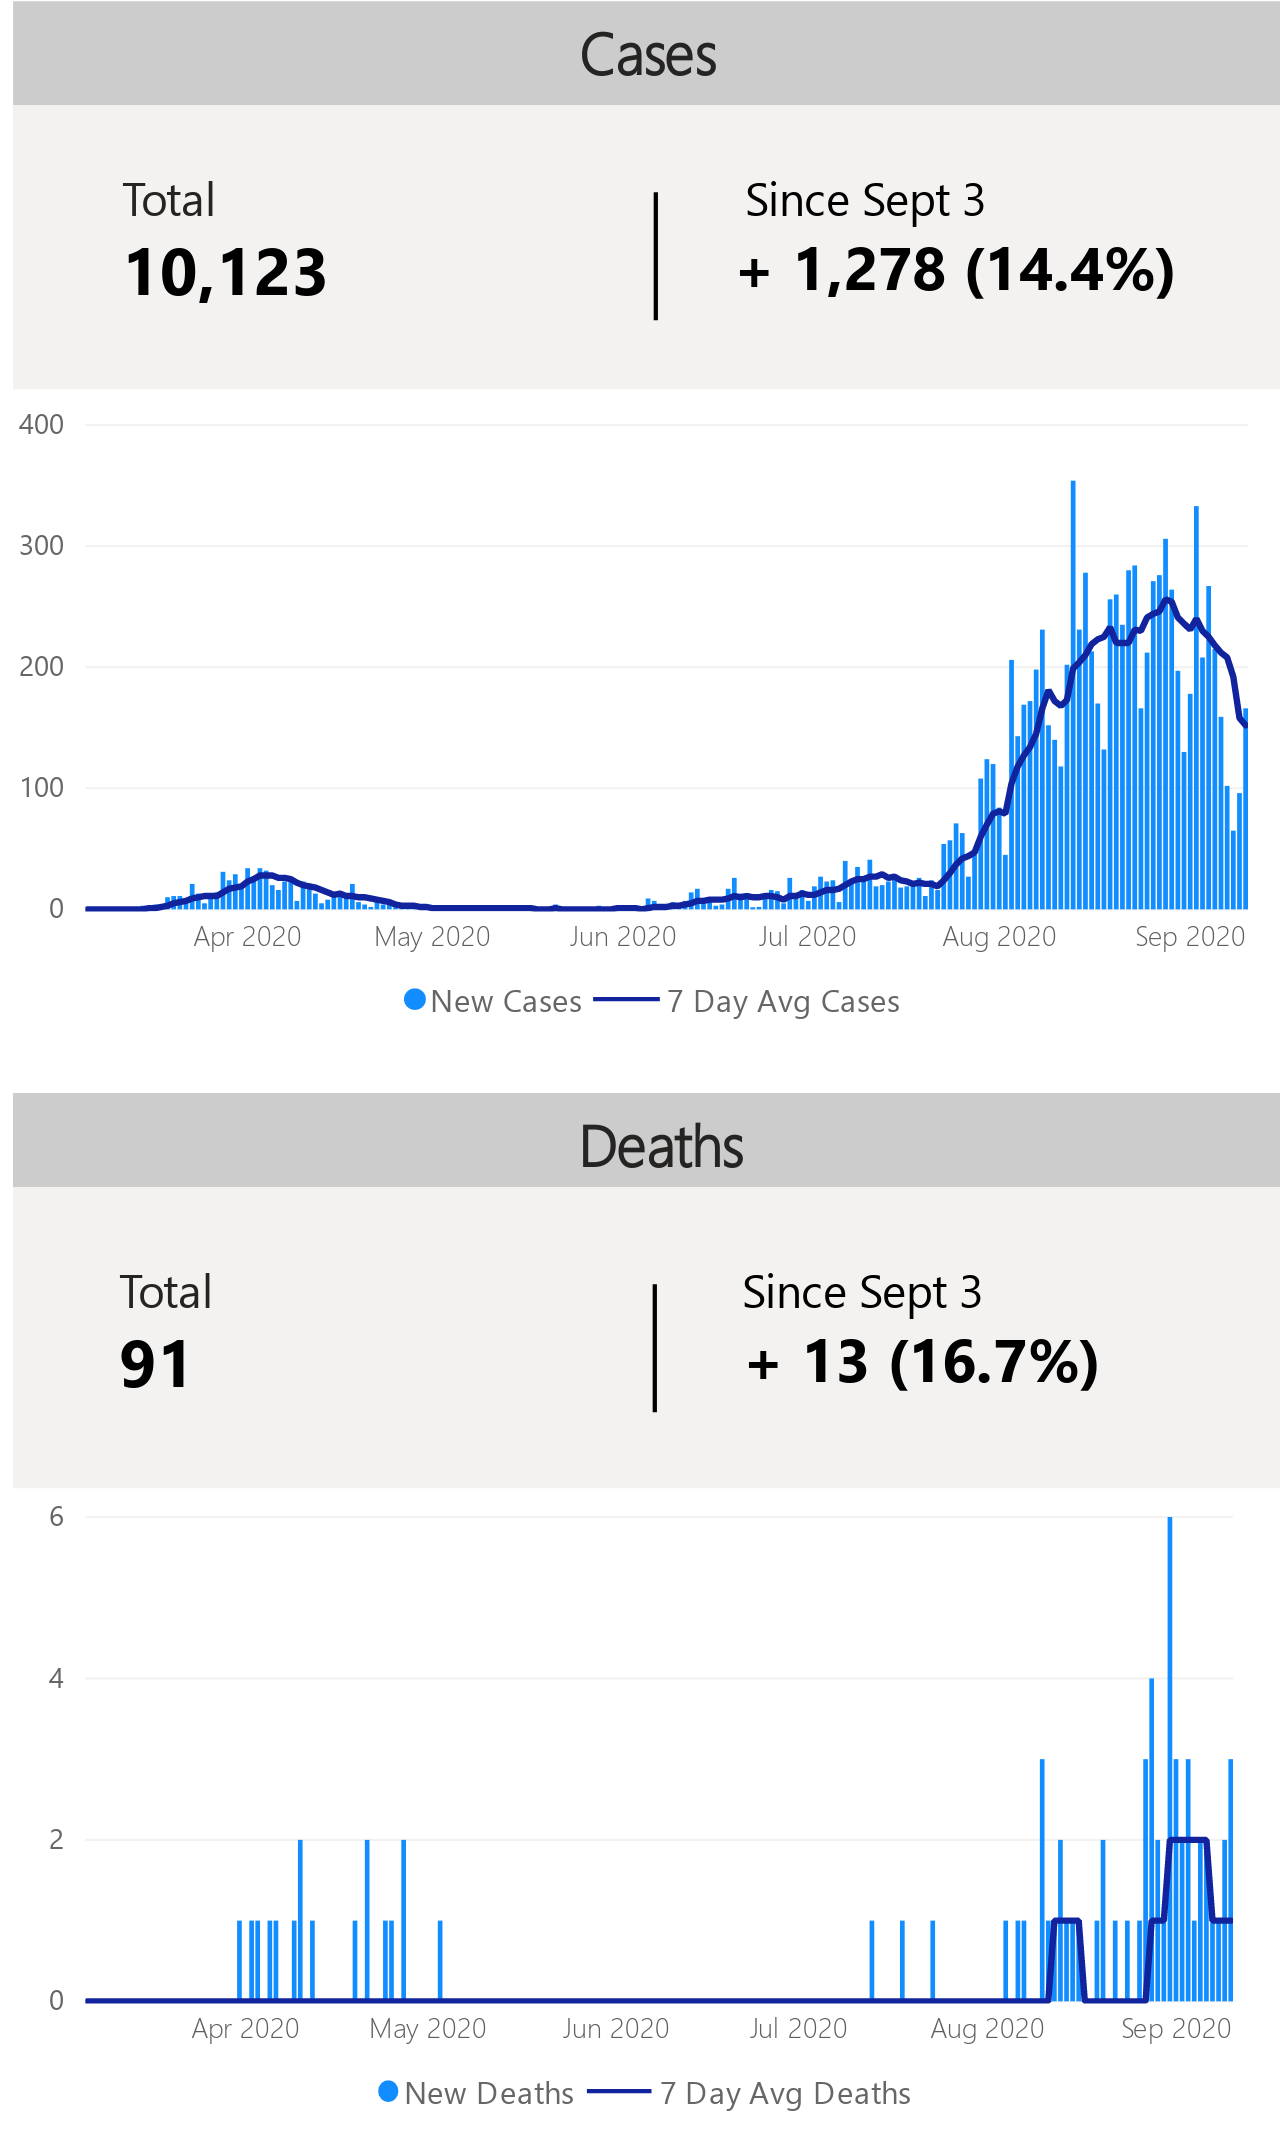 Cases
Total
Since Sept 3
10,123
+ 1,278 (14.4%)
400
300
200
100
0
Apr 2020 May 2020 Jun 2020 Jul 2020 Aug 2020 Sep 2020
New Cases 7 Day Avg Cases
Deaths
Total
Since Sept 3
91
+ 13 (16.7%)
6
4
2
0
Apr 2020 May 2020 Jun 2020 Jul 2020 Aug 2020 Sep 2020
New Deaths 7 Day Avg Deaths